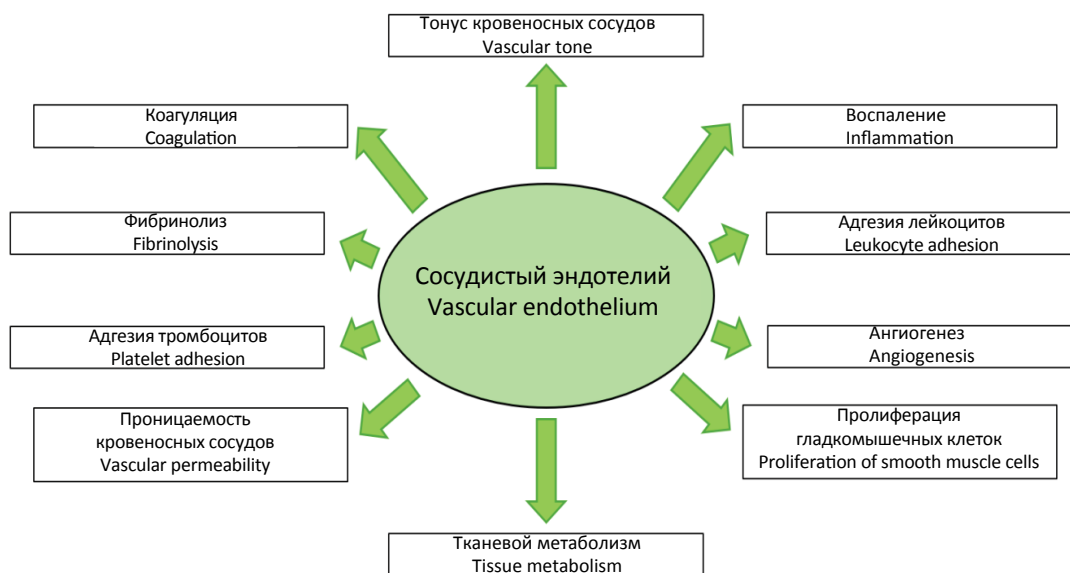 Тонус кровеносных сосудов
Vascular tone
Коагуляция
Coagulation
Воспаление
Inflammation
Фибринолиз
Fibrinolysis
Адгезия лейкоцитов
Leukocyte adhesion
Сосудистый эндотелий
Vascular endothelium
Адгезия тромбоцитов
Platelet adhesion
Ангиогенез
Angiogenesis
Проницаемость
кровеносных сосудов
Vascular permeability
Пролиферация
гладкомышечных клеток
Proliferation of smooth muscle cells
Тканевой метаболизм
Tissue metabolism